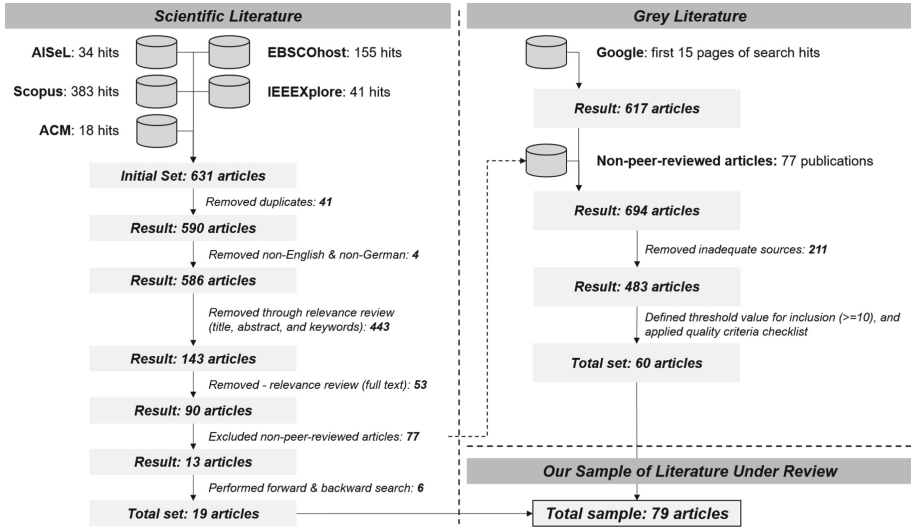 Scientific Literature
AISeL: 34 hits
EBSCOhost: 155 hits
Scopus: 383 hits
IEEEXplore: 41 hits
ACM: 18 hits
Initial Set: 631 articles
Removed duplicates: 41
Result: 590 articles
Removed non-English & non-German: 4
Result: 586 articles
Removed through relevance review
(title, abstract, and keywords): 443
Result: 143 articles
Removed - relevance review (full text): 53
Result: 90 articles
Excluded non-peer-reviewed articles: 77
Result: 13 articles
Performed forward & backward search: 6
Total set: 19 articles
Grey Literature
Google: first 15 pages of search hits
Result: 617 articles
Non-peer-reviewed articles: 77 publications
Result: 694 articles
Removed inadequate sources: 211
Result: 483 articles
Defined threshold value for inclusion (>=10), and
applied quality criteria checklist
Total set: 60 articles
Our Sample of Literature Under Review
Total sample: 79 articles